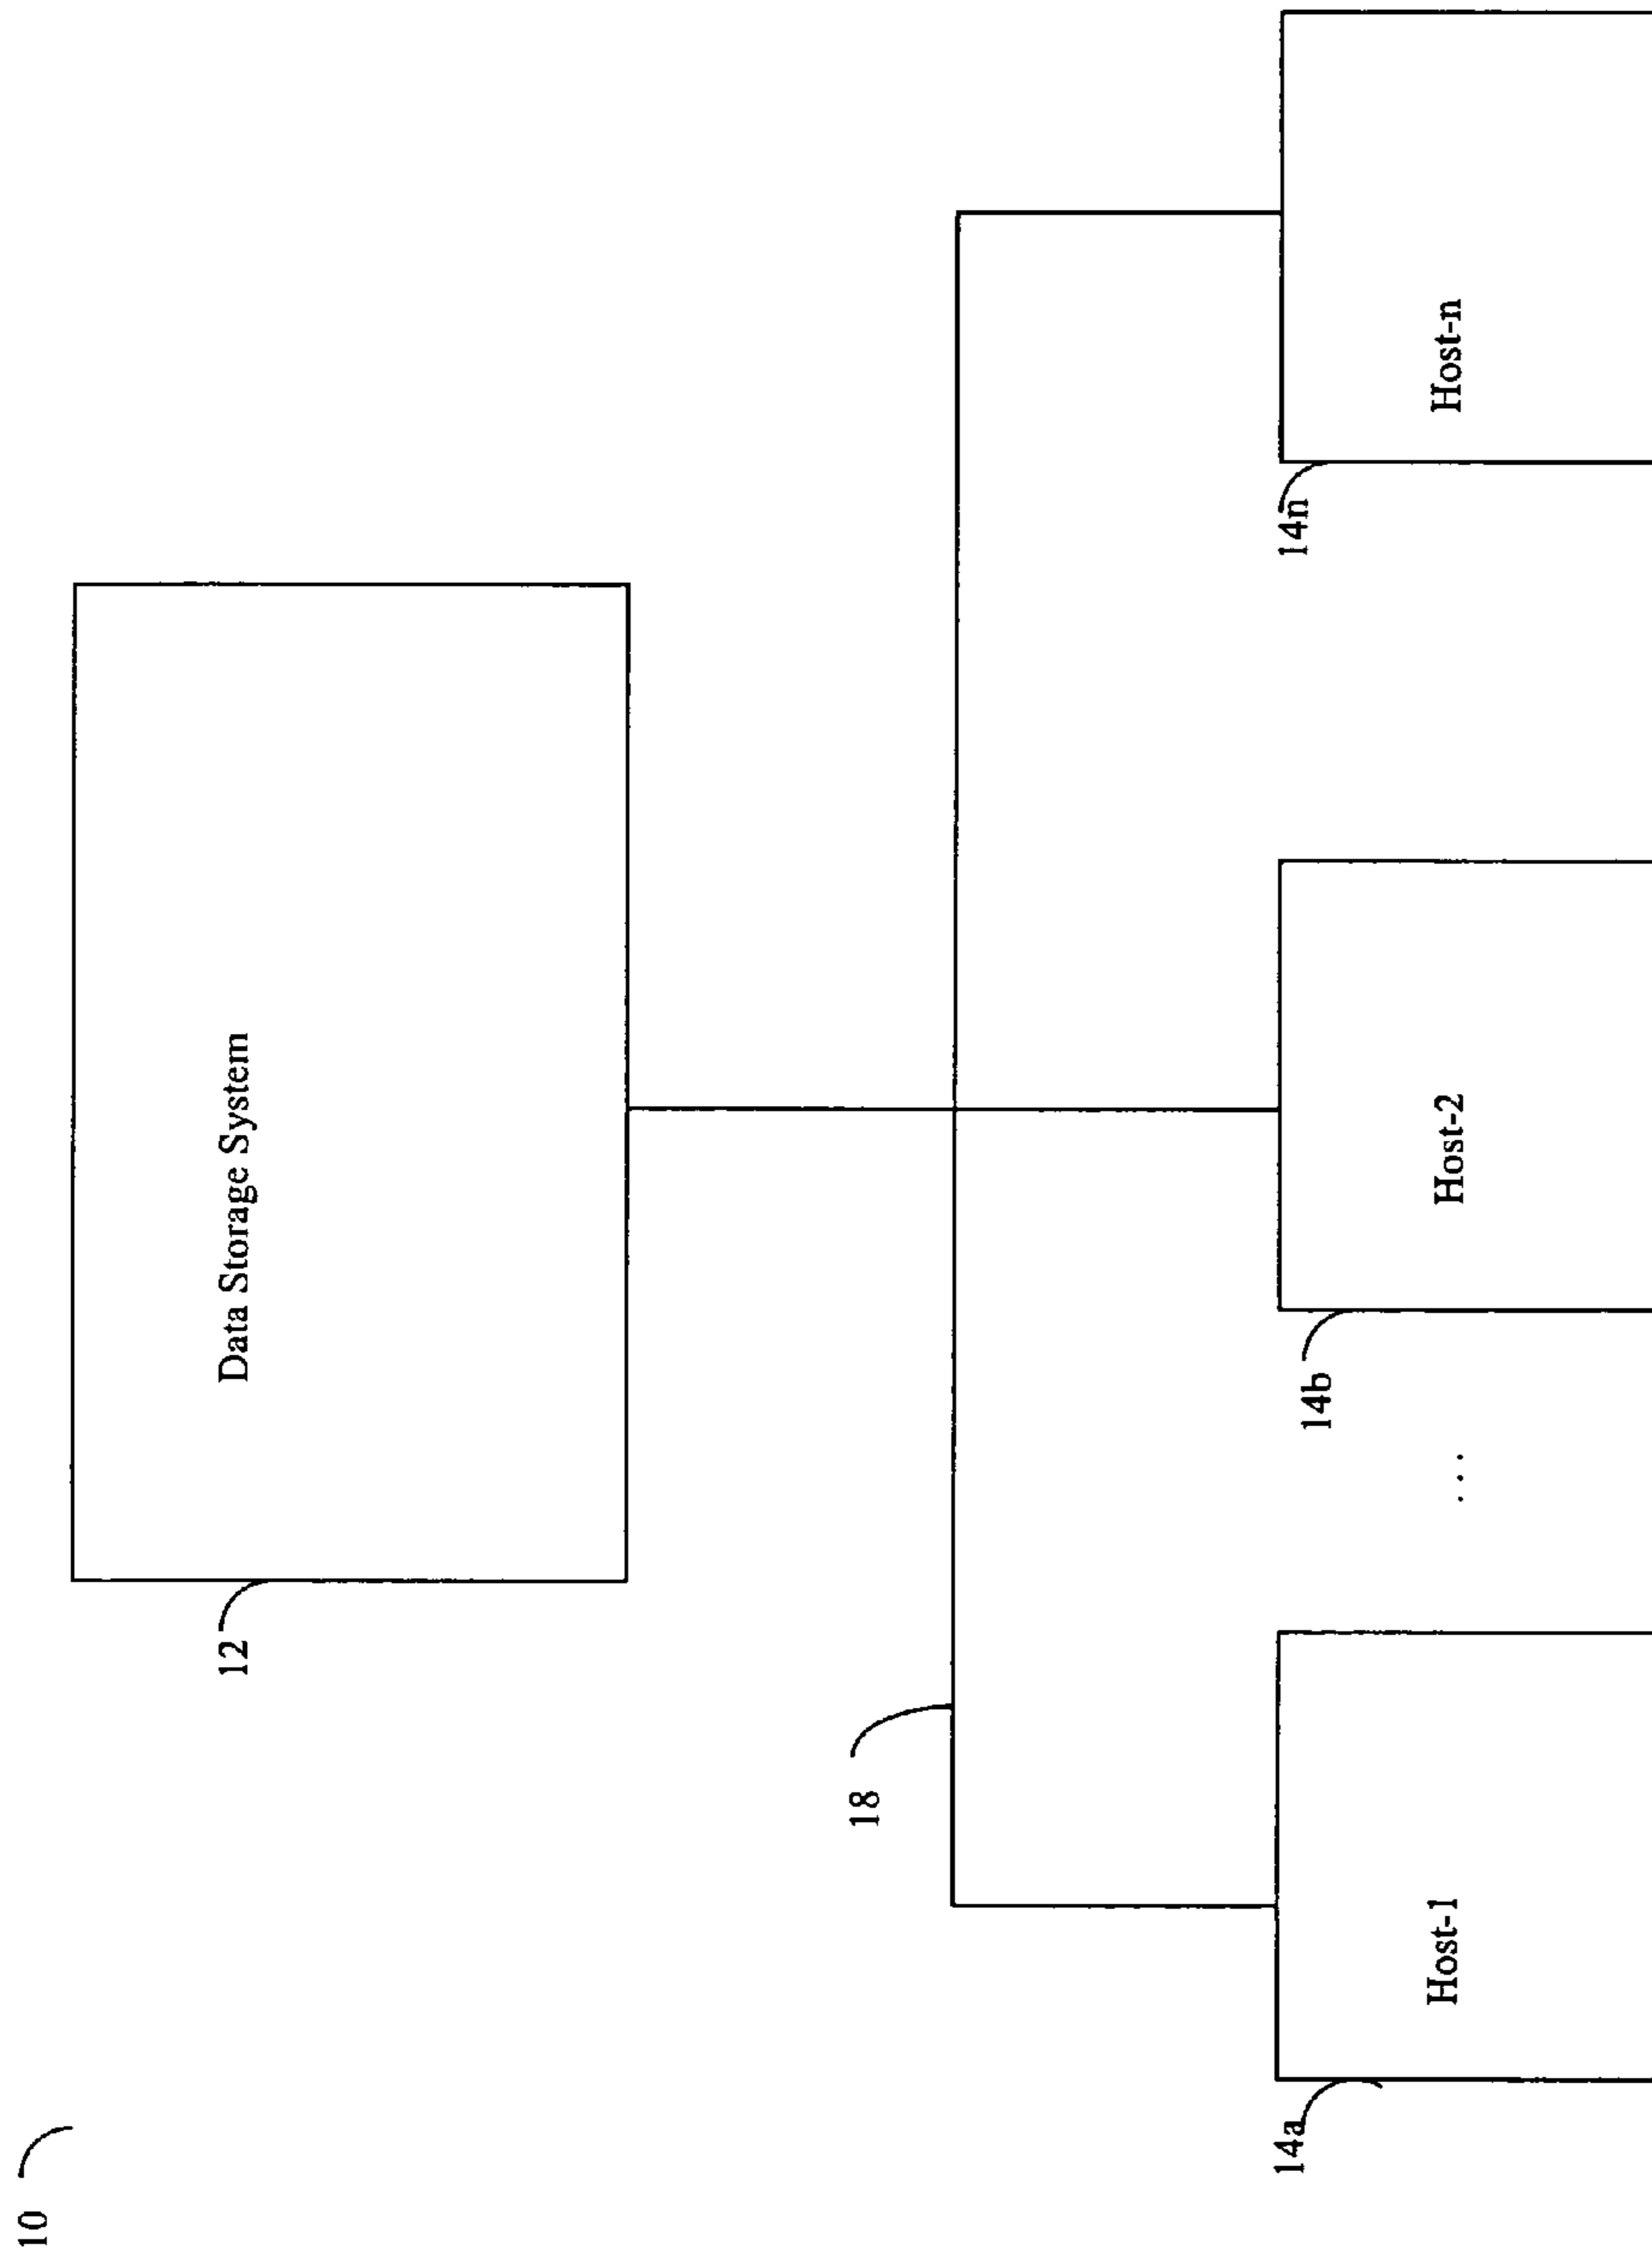 10
12
Data Storage System
18
14a
Host-1
...
14b
Host-2
14n
Host-n